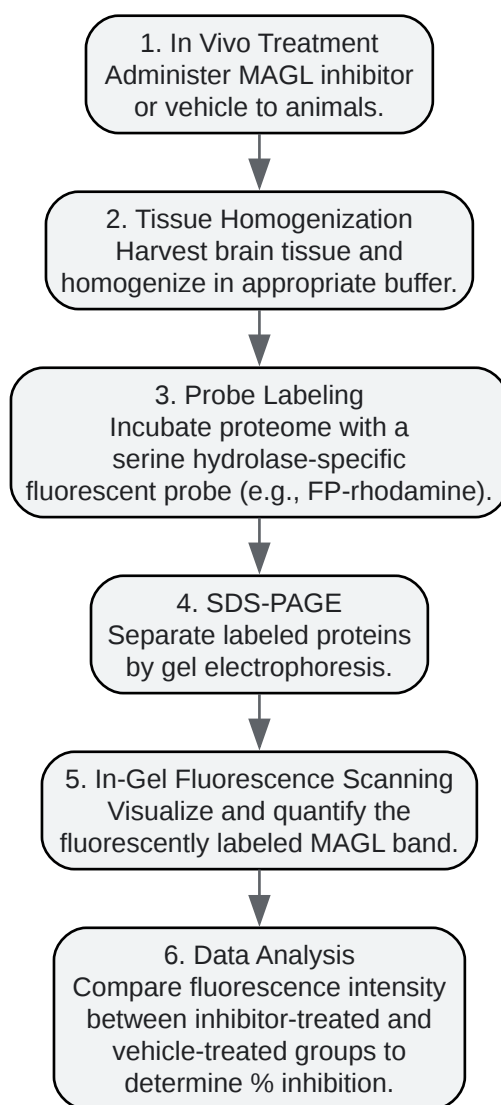 1. In Vivo Treatment
Administer MAGL inhibitor
or vehicle to animals.
2. Tissue Homogenization
Harvest brain tissue and
homogenize in appropriate buffer.
3. Probe Labeling
Incubate proteome with a
serine hydrolase-specific
fluorescent probe (e.g., FP-rhodamine).
4. SDS-PAGE
Separate labeled proteins
by gel electrophoresis.
5. In-Gel Fluorescence Scanning
Visualize and quantify the
fluorescently labeled MAGL band.
6. Data Analysis
Compare fluorescence intensity
between inhibitor-treated and
vehicle-treated groups to
determine % inhibition.